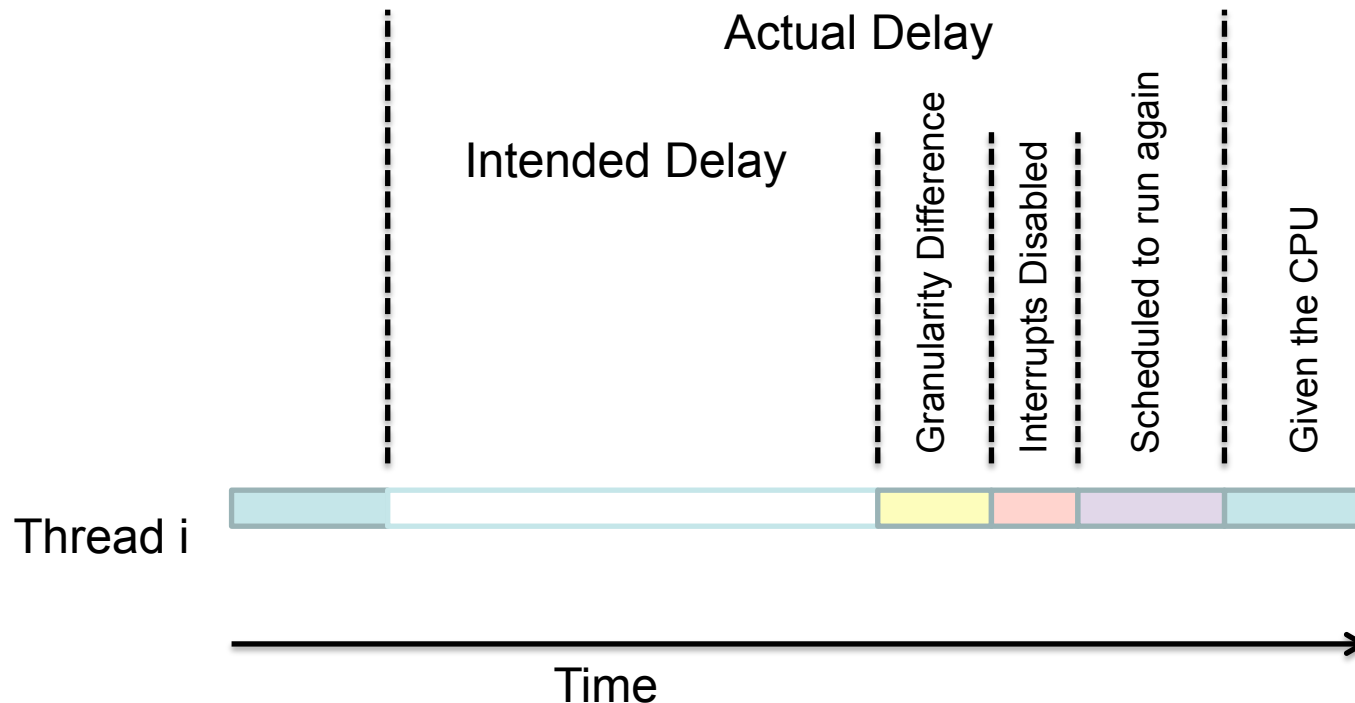 Actual Delay
Intended Delay
Granularity Difference
Interrupts Disabled
Scheduled to run again
Given the CPU
Thread i
Time